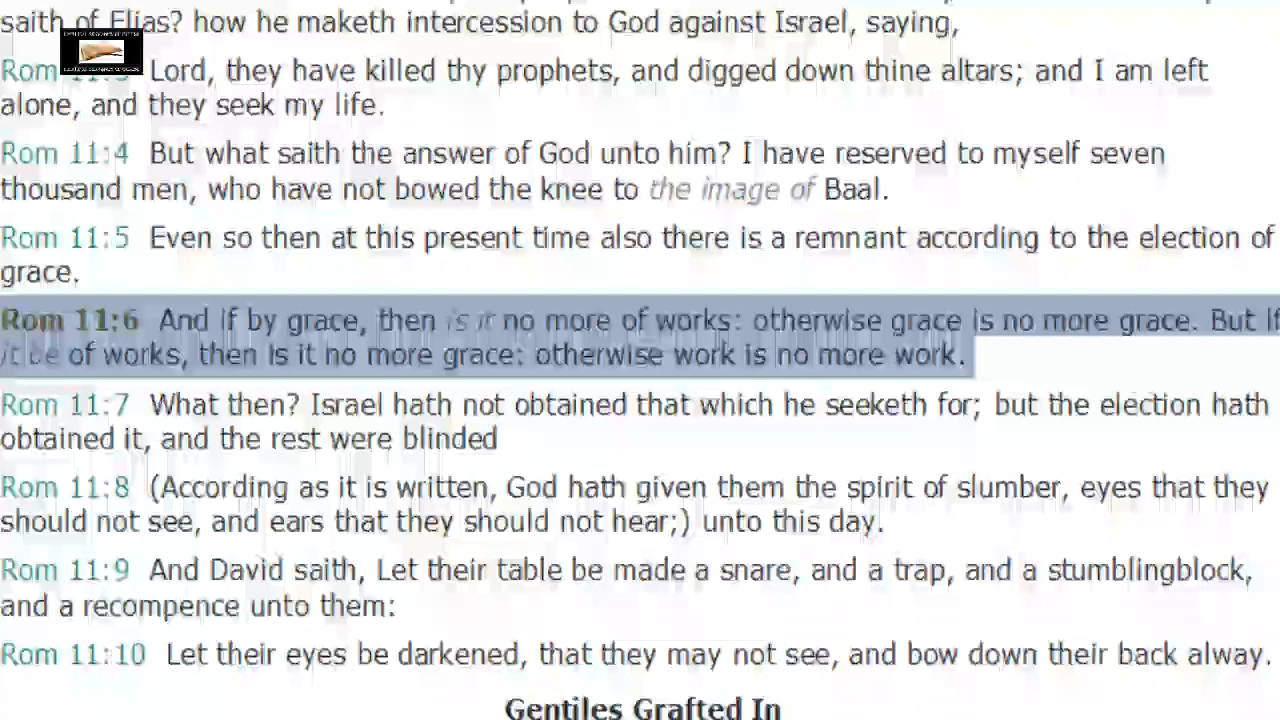 saith of Elias? how he maketh intercession to God against Israel, saying,
Rom Lord, they have killed thy prophets, and digged down thine altars; and I am left
alone, and they seek my life.
Rom 11:4 But what saith the answer of God unto him? I have reserved to myself seven
thousand men, who have not bowed the knee to the image of Baal.
Rom 11:5 Even so then at this present time also there is a remnant according to the election of
grace.
Rom 11:6 And if by grace, then is it no more of works: otherwise grace is no more grace. But if
it be of works, then is it no more grace: otherwise work is no more work.
Rom 11:7 What then? Israel hath not obtained that which he seeketh for; but the election hath
obtained it, and the rest were blinded
Rom 11:8 (According as it is written, God hath given them the spirit of slumber, eyes that they
should not see, and ears that they should not hear;) unto this day.
Rom 11:9 And David saith, Let their table be made a snare, and a trap, and a stumblingblock,
and a recompence unto them:
Rom 11:10 Let their eyes be darkened, that they may not see, and bow down their back alway.
Gentiles Grafted In